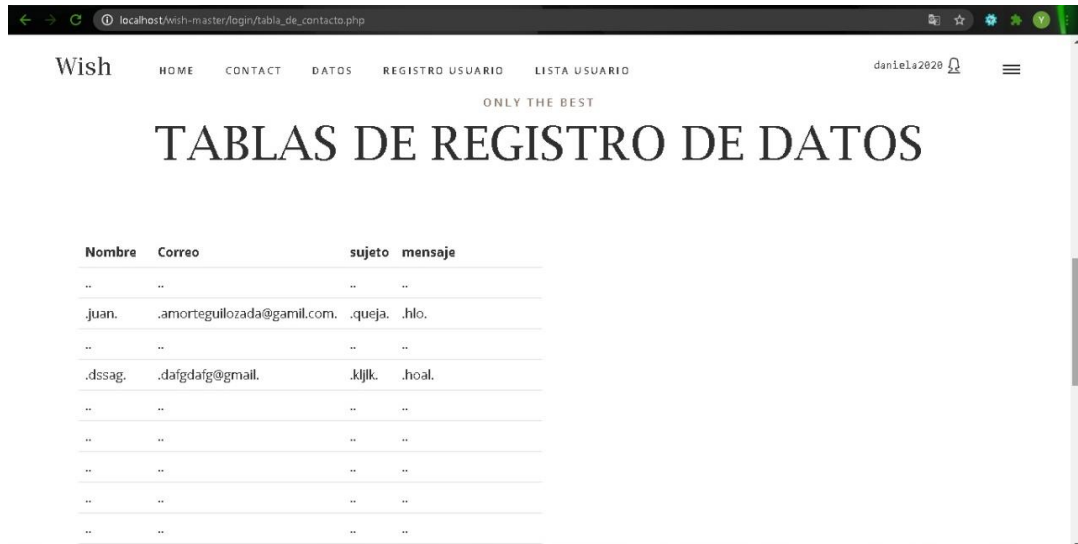 localhost/wish-master/login/tabla_de_contacto.php
Y
Wish HOME CONTACT DATOS REGISTRO USUARIO LISTA USUARIO daniela2020
ONLY THE BEST
TABLAS DE REGISTRO DE DATOS
Nombre Correo sujeto mensaje
.. .. .. ..
.juan. .amorteguilozada@gamil.com. .queja. .hlo.
.. .. .. ..
.dssag. .dafgdafg@gmail. .kljlk. .hoal.
.. .. .. ..
.. .. .. ..
.. .. .. ..
.. .. .. ..
.. .. .. ..